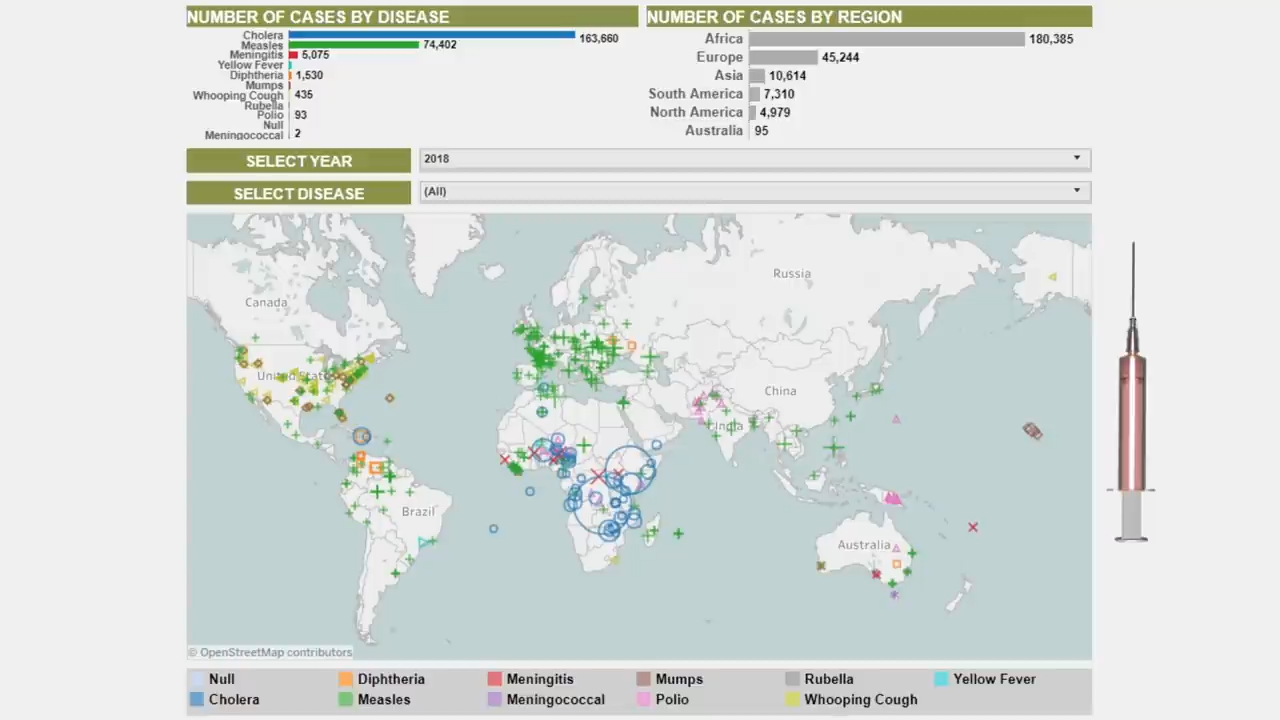 NUMBER OF CASES BY DISEASE
Cholera 163,660
Measles 74,402
Meningitis 5,075
Yellow Fever
Diphtheria 1,530
Mumps
Whooping Cough 435
Rubella
Polio 93
Null
Meningococcal 2
NUMBER OF CASES BY REGION
Africa 180,385
Europe 45,244
Asia 10,614
South America 7,310
North America 4,979
Australia 95
SELECT YEAR 2018
SELECT DISEASE (All)
Russia
Canada
United States
China
India
Brazil
Australia
© OpenStreetMap contributors
Null Diphtheria Meningitis Mumps Rubella Yellow Fever
Cholera Measles Meningococcal Polio Whooping Cough